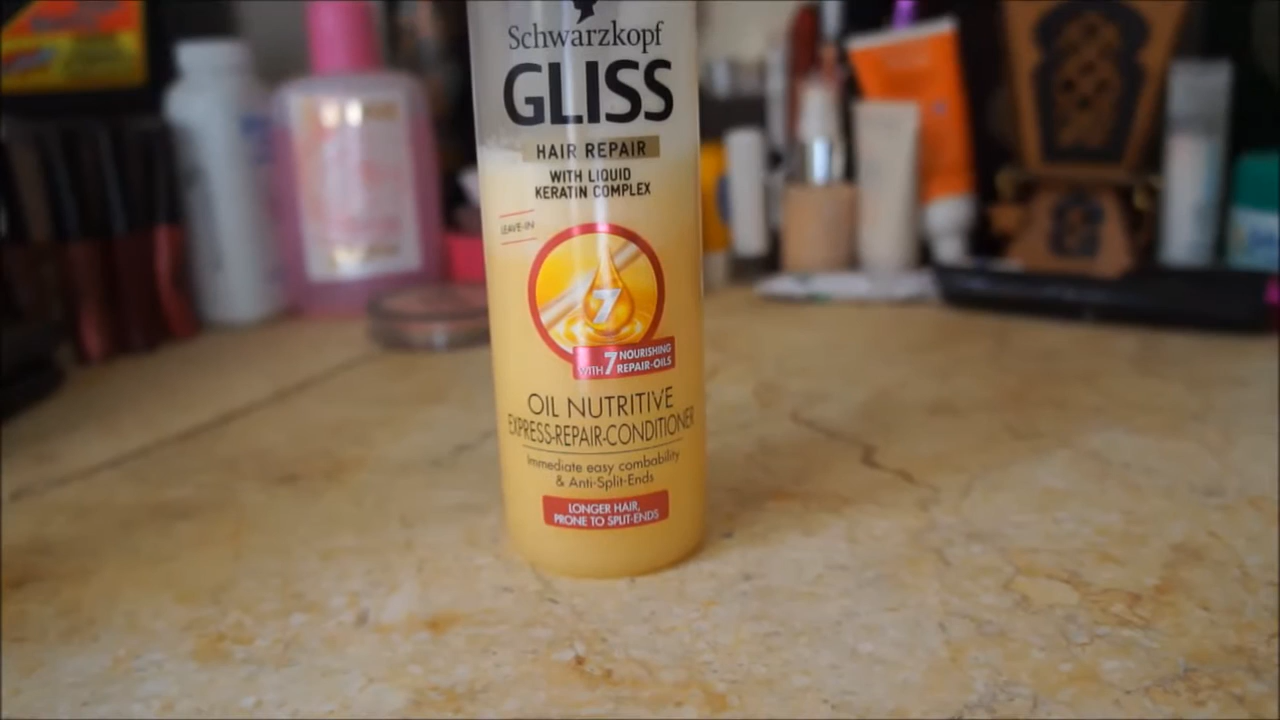 Schwarzkopf
GLISS
HAIR REPAIR
WITH LIQUID
KERATIN COMPLEX
LEAVE-IN
7
WITH 7 NOURISHING
REPAIR-OILS
OIL NUTRITIVE
EXPRESS-REPAIR-CONDITIONER
Immediate easy combability
& Anti-Split-Ends
LONGER HAIR,
PRONE TO SPLIT-ENDS